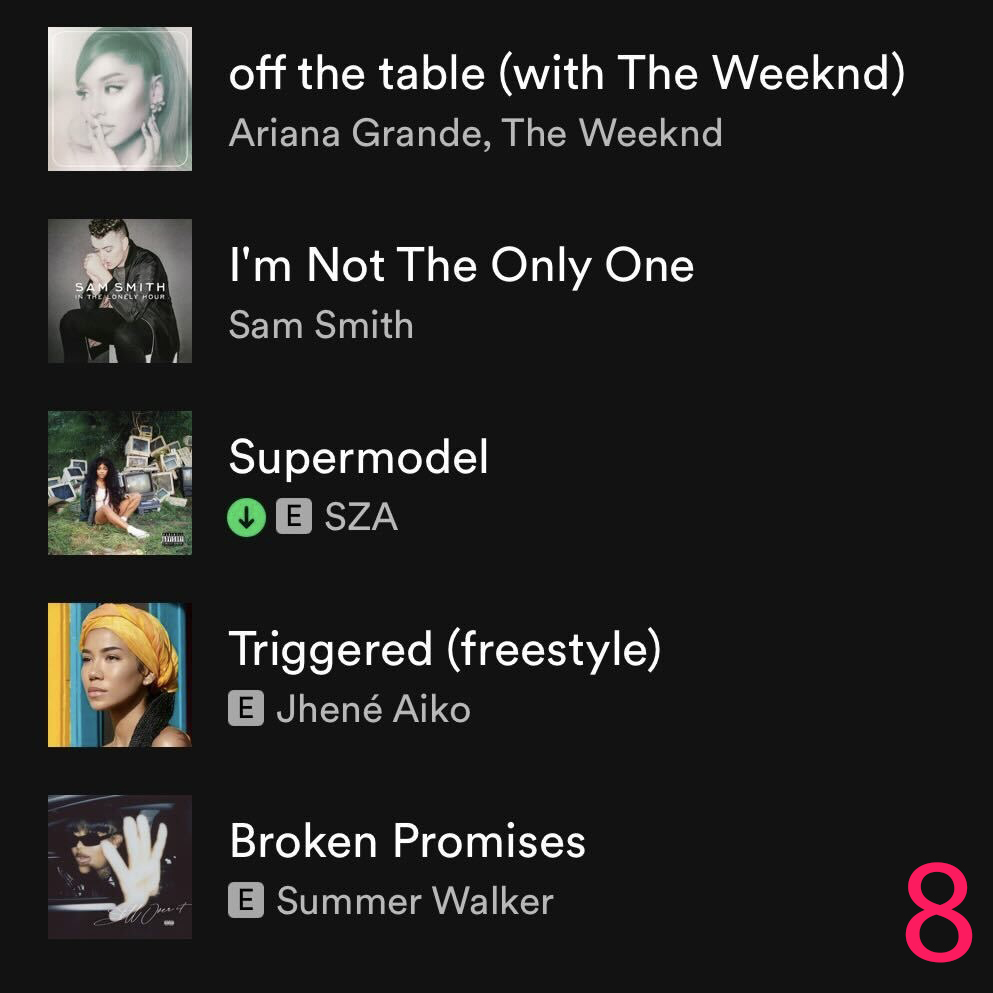 off the table (with The Weeknd)
Ariana Grande, The Weeknd
SAM SMITH
IN THE LONELY HOUR
I'm Not The Only One
Sam Smith
Supermodel
E SZA
Triggered (freestyle)
E Jhené Aiko
Still Over it
Broken Promises
E Summer Walker
8